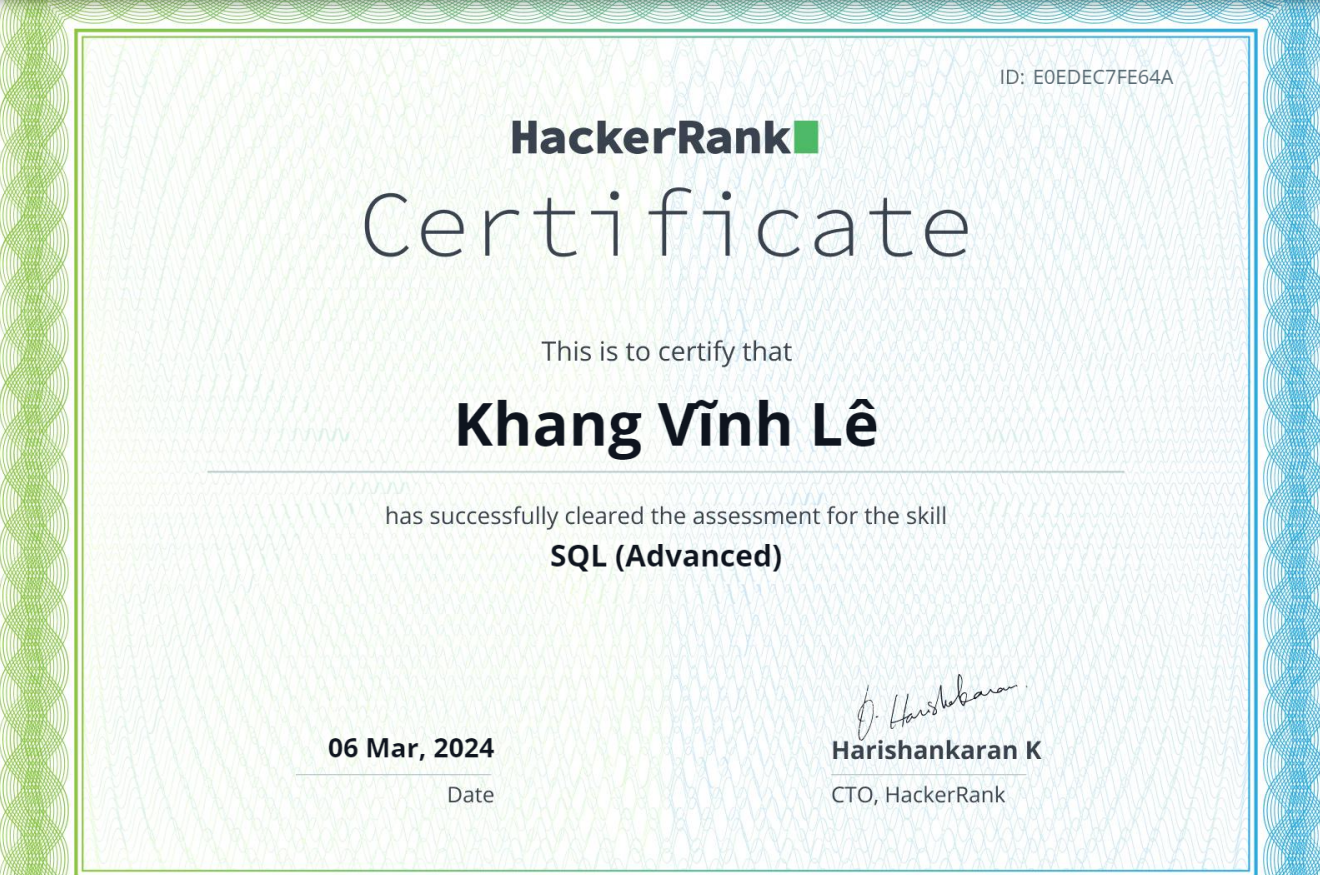 ID: E0EDEC7FE64A
HackerRank
Certificate
This is to certify that
Khang Vĩnh Lê
has successfully cleared the assessment for the skill
SQL (Advanced)
06 Mar, 2024
Date
Harishankaran K
CTO, HackerRank